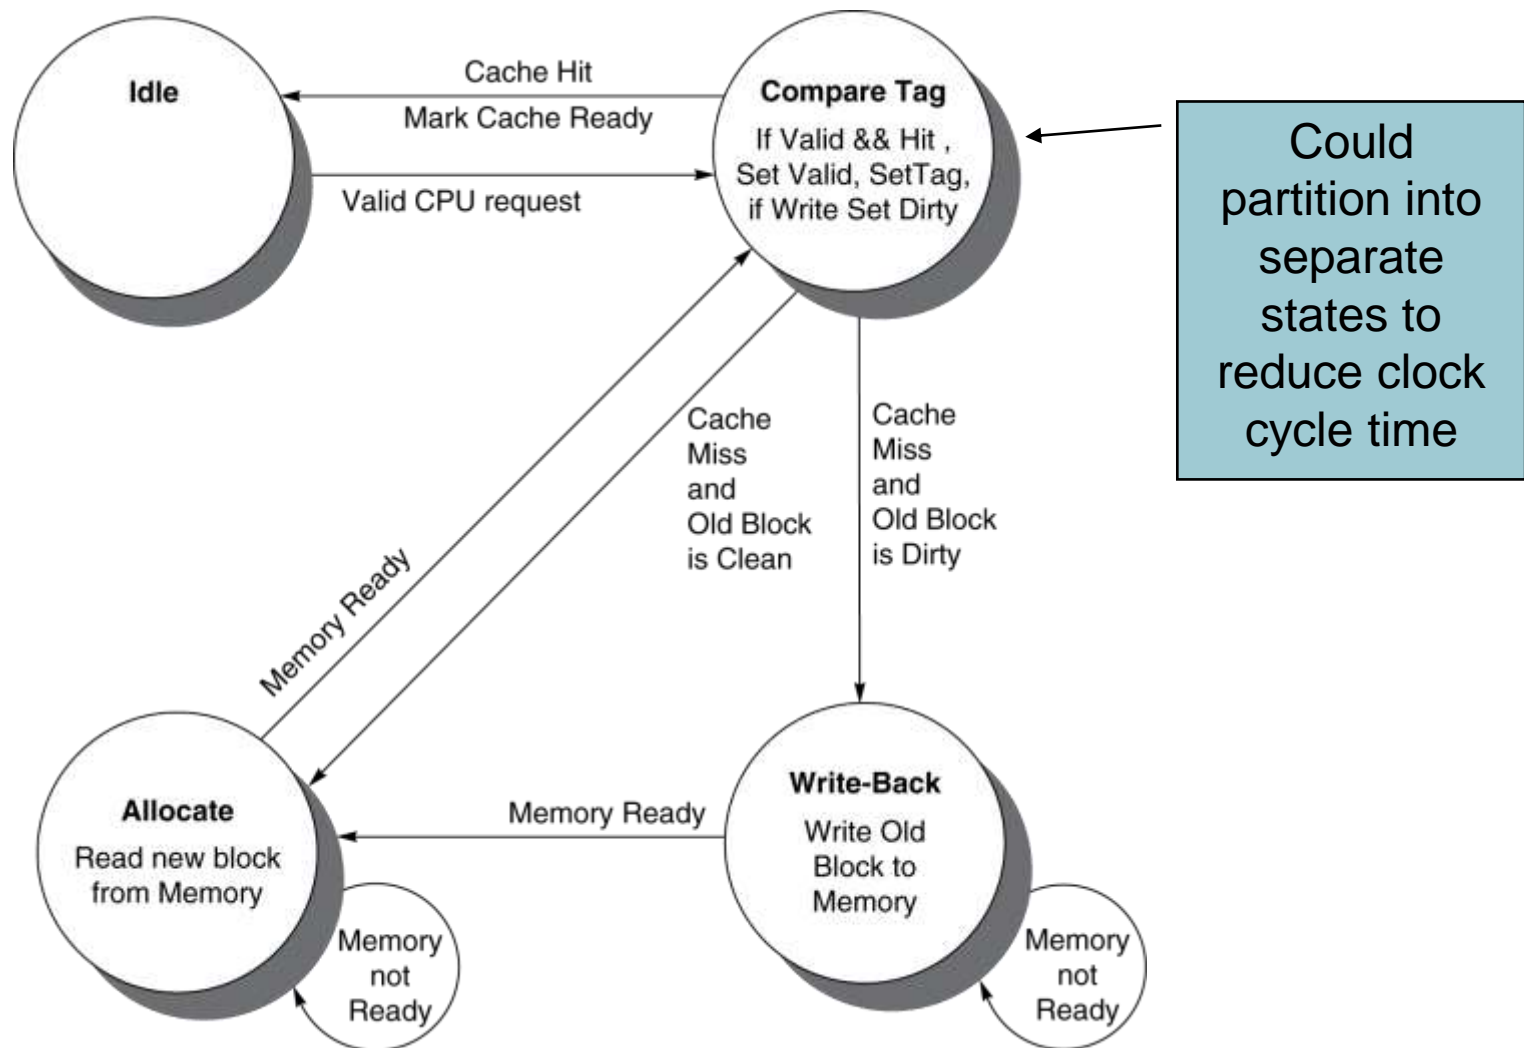 Idle
Cache Hit
Mark Cache Ready
Valid CPU request
Compare Tag
If Valid && Hit ,
Set Valid, SetTag,
if Write Set Dirty
Could
partition into
separate
states to
reduce clock
cycle time
Cache
Miss
and
Old Block
is Clean
Cache
Miss
and
Old Block
is Dirty
Memory Ready
Allocate
Read new block
from Memory
Memory
not
Ready
Memory Ready
Write-Back
Write Old
Block to
Memory
Memory
not
Ready